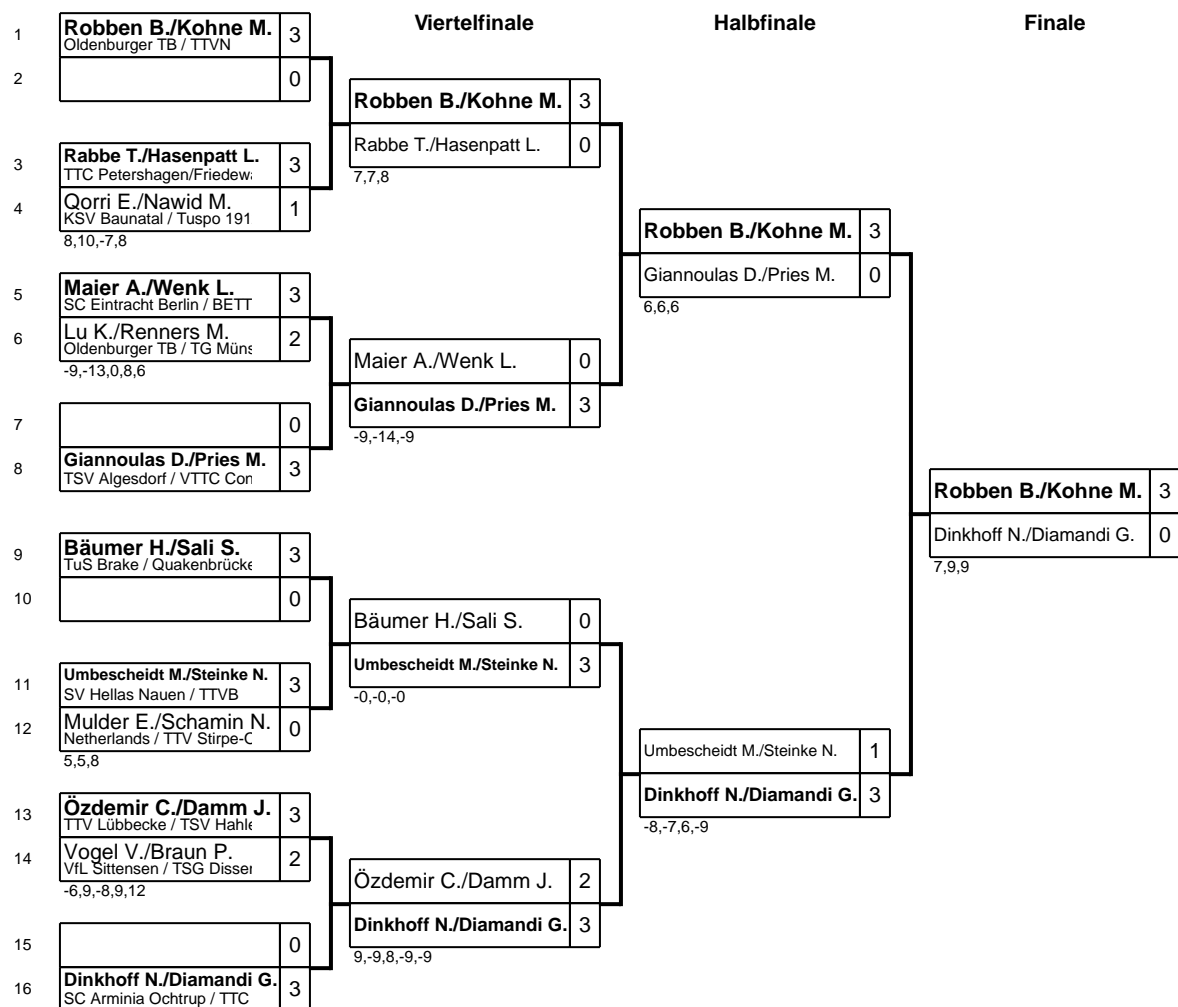 Viertelfinale
Halbfinale
Finale
1
Robben B./Kohne M. 3
Oldenburger TB / TTVN
2
0
3
Rabbe T./Hasenpatt L. 3
TTC Petershagen/Friedew
4
Qorri E./Nawid M. 1
KSV Baunatal / Tuspo 191
8,10,-7,8
5
Maier A./Wenk L. 3
SC Eintracht Berlin / BETT
6
Lu K./Renners M. 2
Oldenburger TB / TG Müns
-9,-13,0,8,6
7
0
8
Giannoulas D./Pries M. 3
TSV Algesdorf / VTTC Con
9
Bäumer H./Sali S. 3
TuS Brake / Quakenbrücke
10
0
11
Umbescheidt M./Steinke N. 3
SV Hellas Nauen / TTVB
12
Mulder E./Schamin N. 0
Netherlands / TTV Stirpe-C
5,5,8
13
Özdemir C./Damm J. 3
TTV Lübbecke / TSV Hahle
14
Vogel V./Braun P. 2
VfL Sittensen / TSG Dissen
-6,9,-8,9,12
15
0
16
Dinkhoff N./Diamandi G. 3
SC Arminia Ochtrup / TTC
Robben B./Kohne M. 3
Rabbe T./Hasenpatt L. 0
7,7,8
Maier A./Wenk L. 0
Giannoulas D./Pries M. 3
-9,-14,-9
Bäumer H./Sali S. 0
Umbescheidt M./Steinke N. 3
-0,-0,-0
Özdemir C./Damm J. 2
Dinkhoff N./Diamandi G. 3
9,-9,8,-9,-9
Robben B./Kohne M. 3
Giannoulas D./Pries M. 0
6,6,6
Umbescheidt M./Steinke N. 1
Dinkhoff N./Diamandi G. 3
-8,-7,6,-9
Robben B./Kohne M. 3
Dinkhoff N./Diamandi G. 0
7,9,9